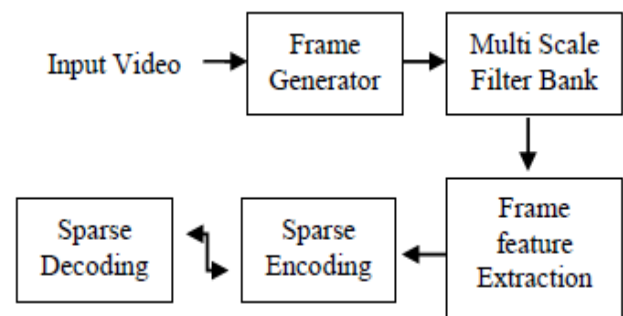 Input Video
Frame
Generator
Multi Scale
Filter Bank
Frame
feature
Extraction
Sparse
Encoding
Sparse
Decoding